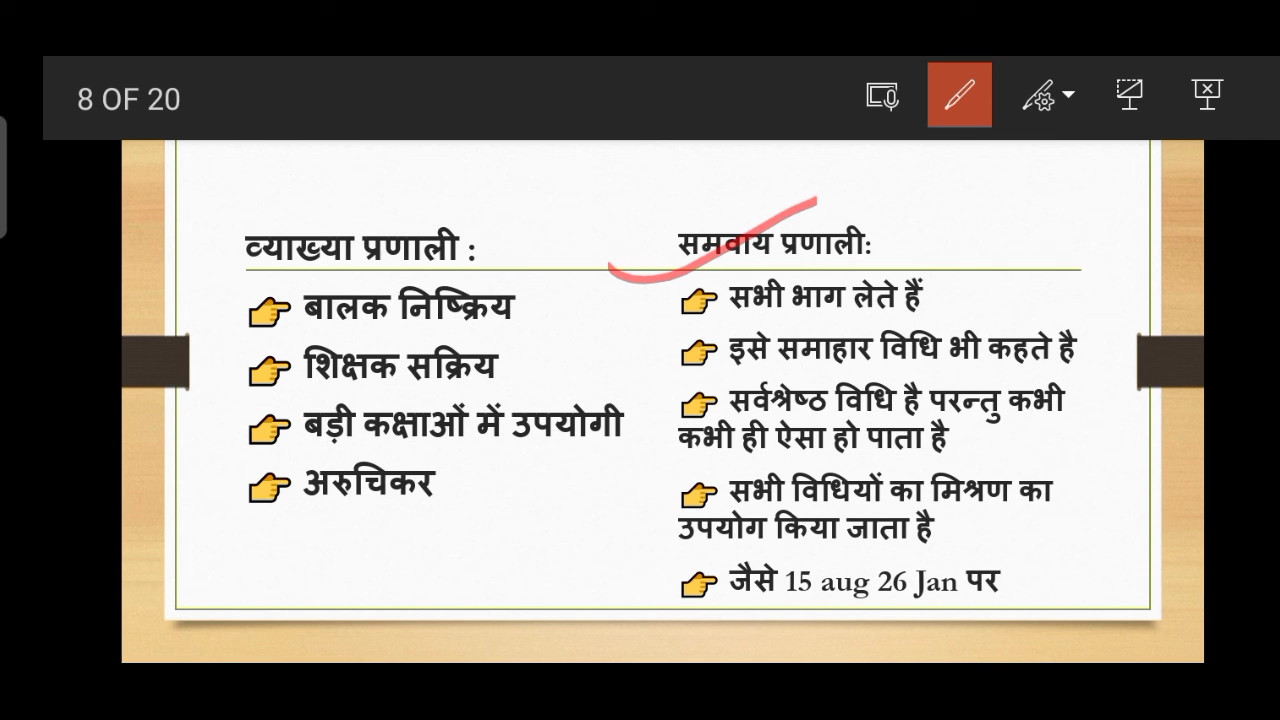 8 OF 20
व्याख्या प्रणाली :
👉 बालक निष्क्रिय
👉 शिक्षक सक्रिय
👉 बड़ी कक्षाओं में उपयोगी
👉 अरुचिकर
समवाय प्रणाली:
👉 सभी भाग लेते हैं
👉 इसे समाहार विधि भी कहते है
👉 सर्वश्रेष्ठ विधि है परन्तु कभी
कभी ही ऐसा हो पाता है
👉 सभी विधियों का मिश्रण का
उपयोग किया जाता है
👉 जैसे 15 aug 26 Jan पर